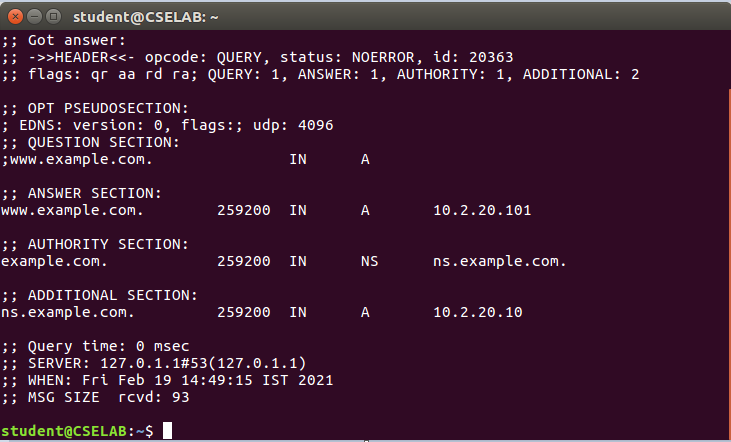 student@CSELAB: ~
;; Got answer:
;; ->>HEADER<<- opcode: QUERY, status: NOERROR, id: 20363
;; flags: qr aa rd ra; QUERY: 1, ANSWER: 1, AUTHORITY: 1, ADDITIONAL: 2
;; OPT PSEUDOSECTION:
; EDNS: version: 0, flags:; udp: 4096
;; QUESTION SECTION:
;www.example.com. IN A
;; ANSWER SECTION:
www.example.com. 259200 IN A 10.2.20.101
;; AUTHORITY SECTION:
example.com. 259200 IN NS ns.example.com.
;; ADDITIONAL SECTION:
ns.example.com. 259200 IN A 10.2.20.10
;; Query time: 0 msec
;; SERVER: 127.0.1.1#53(127.0.1.1)
;; WHEN: Fri Feb 19 14:49:15 IST 2021
;; MSG SIZE rcvd: 93
student@CSELAB:~$